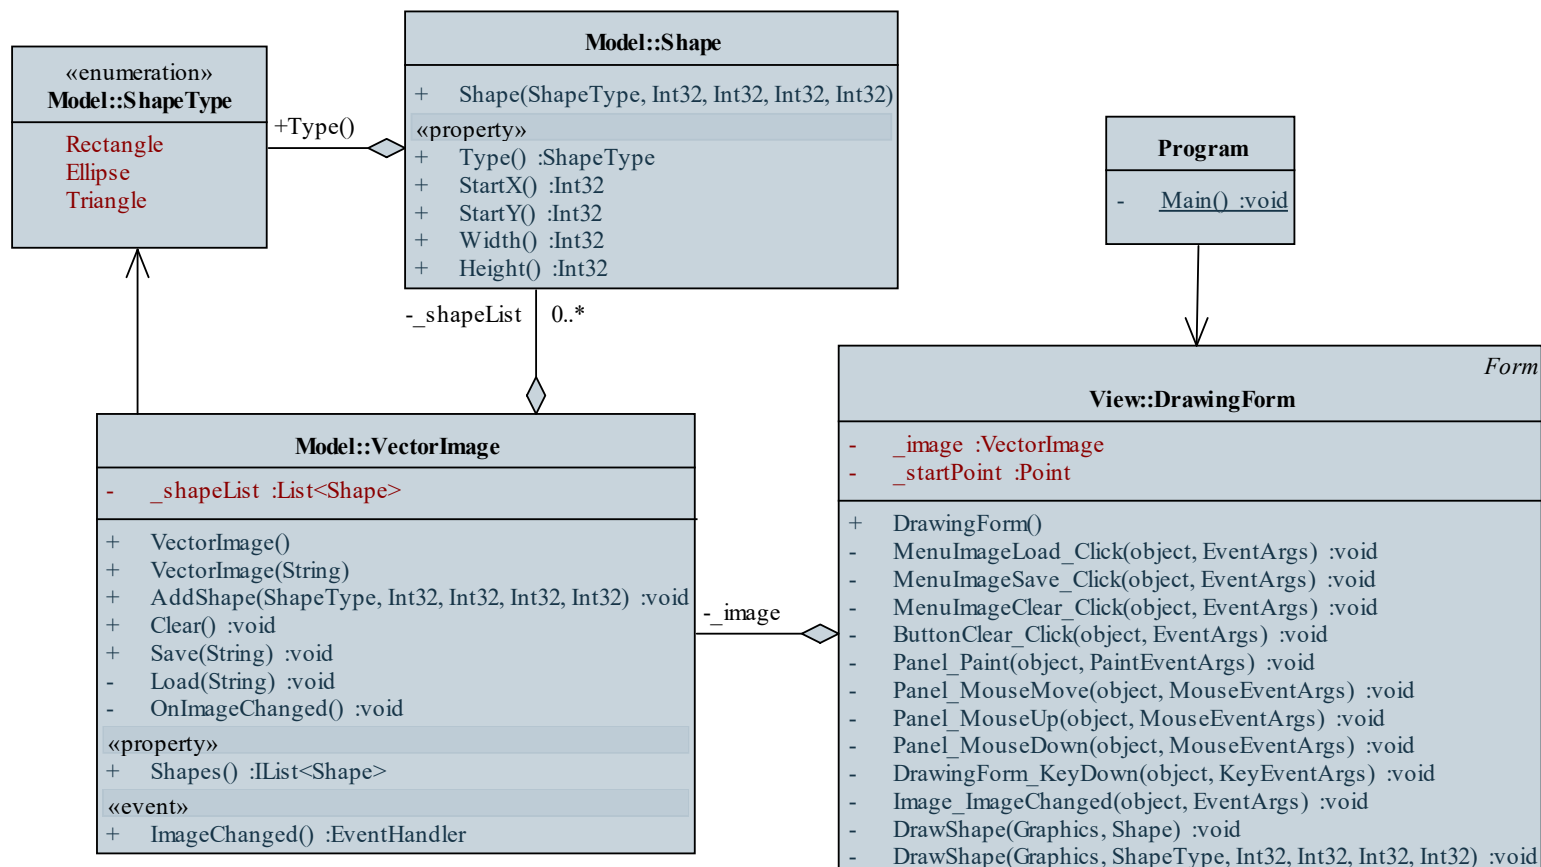 «enumeration»
Model::ShapeType
Rectangle
Ellipse
Triangle
+Type()
Model::Shape
+ Shape(ShapeType, Int32, Int32, Int32, Int32)
«property»
+ Type() :ShapeType
+ StartX() :Int32
+ StartY() :Int32
+ Width() :Int32
+ Height() :Int32
-_shapeList 0..*
Program
- Main() :void
Model::VectorImage
- _shapeList :List<Shape>
+ VectorImage()
+ VectorImage(String)
+ AddShape(ShapeType, Int32, Int32, Int32, Int32) :void
+ Clear() :void
+ Save(String) :void
- Load(String) :void
- OnImageChanged() :void
«property»
+ Shapes() :IList<Shape>
«event»
+ ImageChanged() :EventHandler
-_image
Form
View::DrawingForm
- _image :VectorImage
- _startPoint :Point
+ DrawingForm()
- MenuImageLoad_Click(object, EventArgs) :void
- MenuImageSave_Click(object, EventArgs) :void
- MenuImageClear_Click(object, EventArgs) :void
- ButtonClear_Click(object, EventArgs) :void
- Panel_Paint(object, PaintEventArgs) :void
- Panel_MouseMove(object, MouseEventArgs) :void
- Panel_MouseUp(object, MouseEventArgs) :void
- Panel_MouseDown(object, MouseEventArgs) :void
- DrawingForm_KeyDown(object, KeyEventArgs) :void
- Image_ImageChanged(object, EventArgs) :void
- DrawShape(Graphics, Shape) :void
- DrawShape(Graphics, ShapeType, Int32, Int32, Int32, Int32) :void